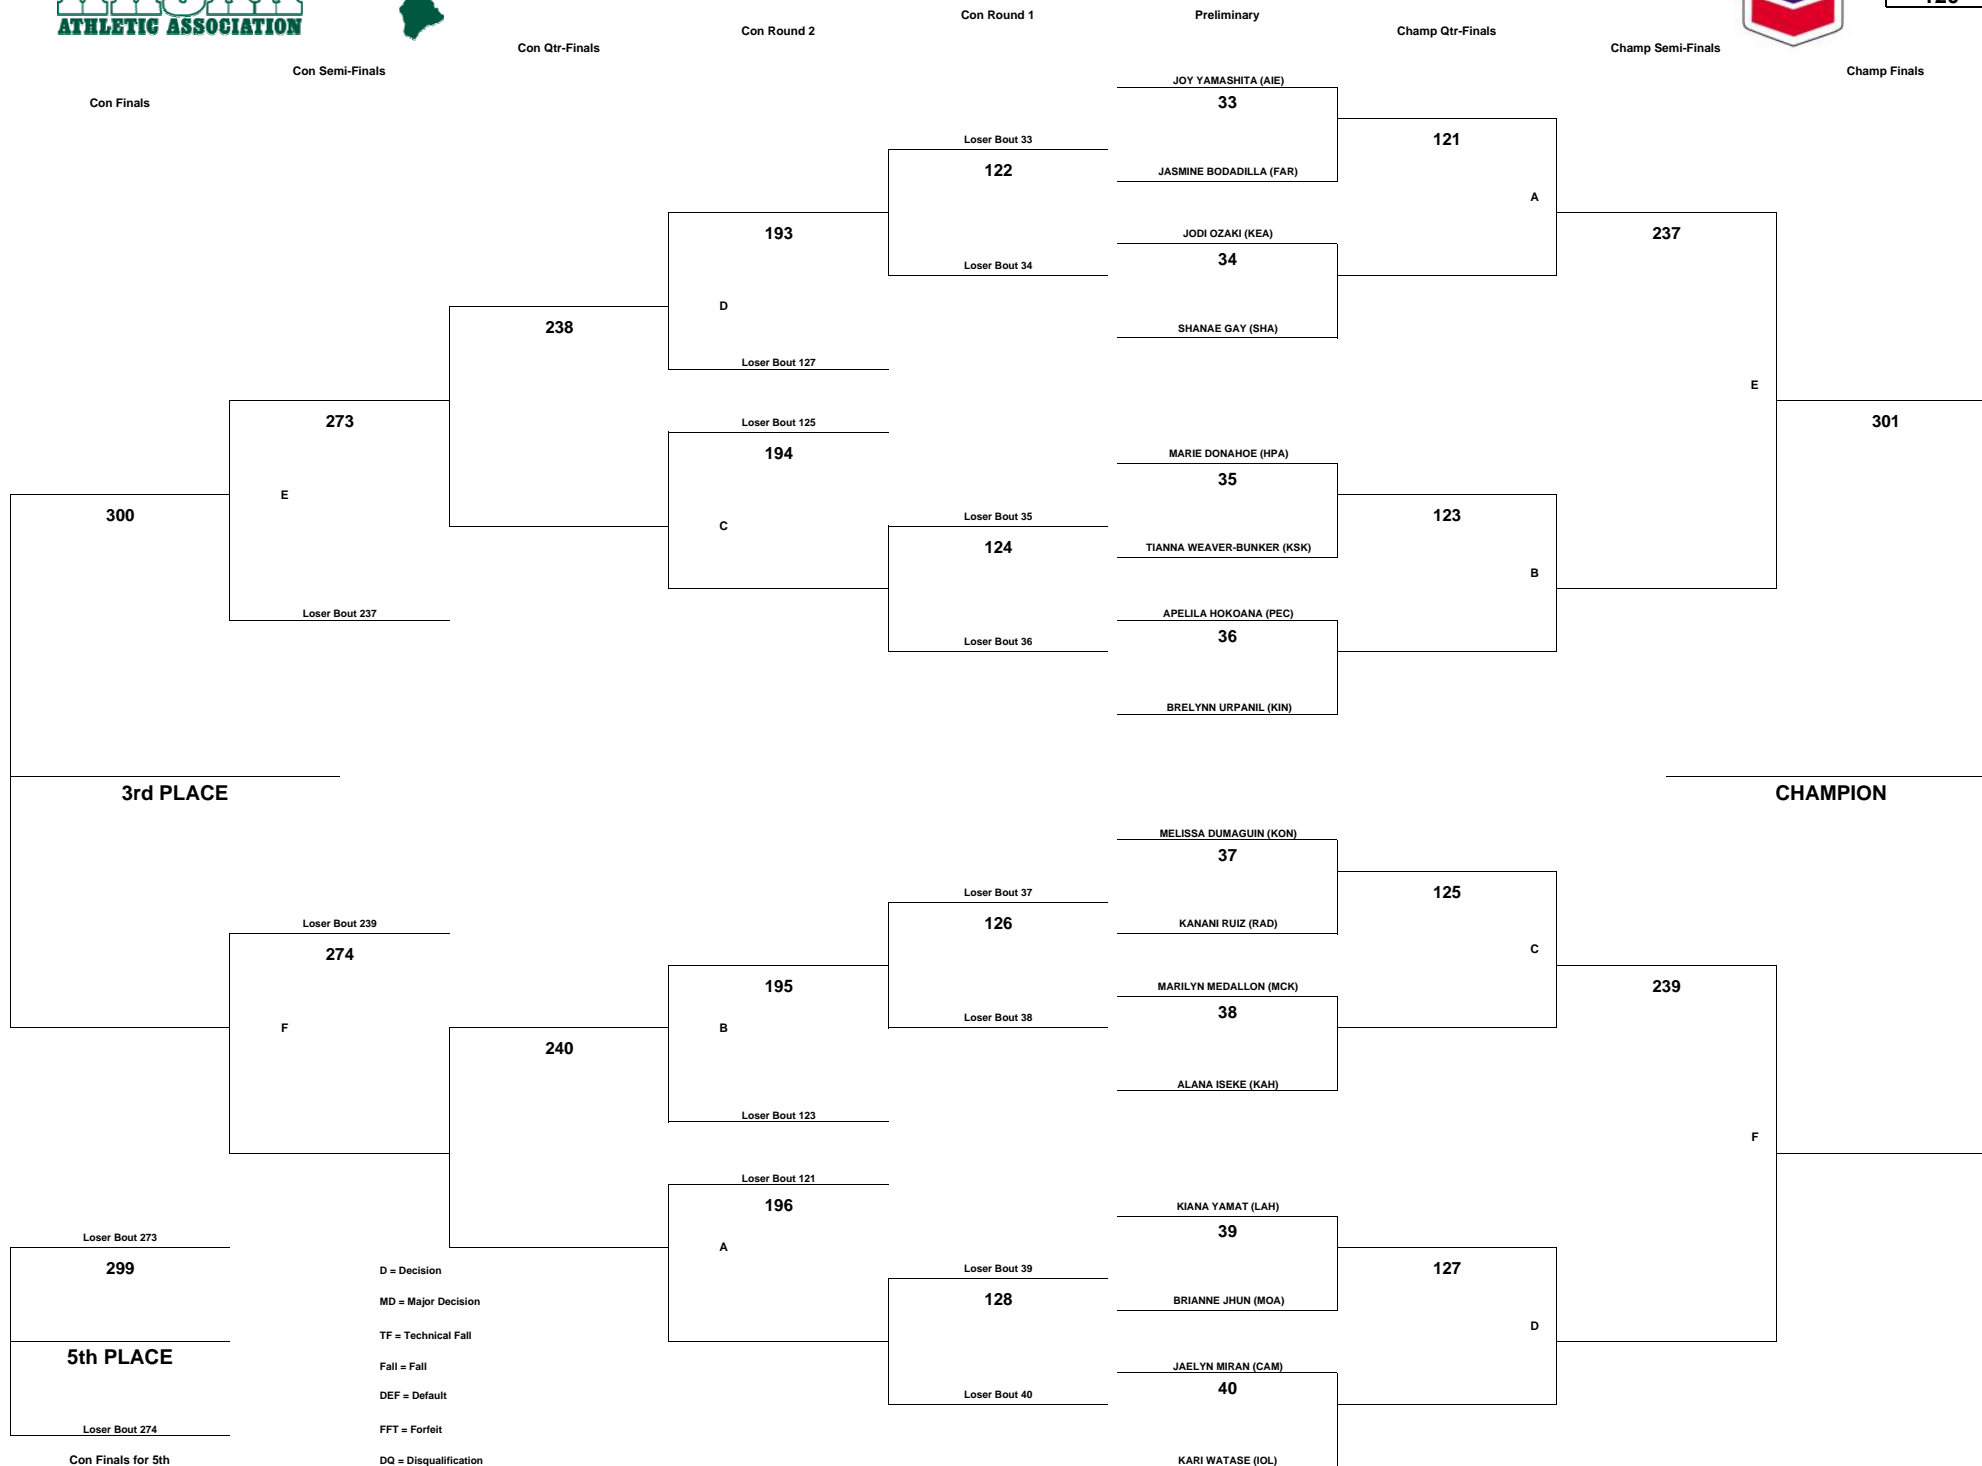 ATHLETIC ASSOCIATION
Con Finals
Con Semi-Finals
Con Qtr-Finals
Con Round 2
Con Round 1
Preliminary
Champ Qtr-Finals
Champ Semi-Finals
Champ Finals
JOY YAMASHITA (AIE)
33
JASMINE BODADILLA (FAR)
JODI OZAKI (KEA)
34
SHANAE GAY (SHA)
MARIE DONAHOE (HPA)
35
TIANNA WEAVER-BUNKER (KSK)
APELILA HOKOANA (PEC)
36
BRELYNN URPANIL (KIN)
MELISSA DUMAGUIN (KON)
37
KANANI RUIZ (RAD)
MARILYN MEDALLON (MCK)
38
ALANA ISEKE (KAH)
KIANA YAMAT (LAH)
39
BRIANNE JHUN (MOA)
JAELYN MIRAN (CAM)
40
KARI WATASE (IOL)
121
A
123
B
125
C
127
D
237
E
239
F
301
CHAMPION
Loser Bout 33
122
Loser Bout 34
Loser Bout 35
124
Loser Bout 36
Loser Bout 37
126
Loser Bout 38
Loser Bout 39
128
Loser Bout 40
193
D
Loser Bout 127
Loser Bout 125
194
C
195
B
Loser Bout 123
Loser Bout 121
196
A
238
240
273
E
Loser Bout 237
Loser Bout 239
274
F
300
3rd PLACE
Loser Bout 273
299
5th PLACE
Loser Bout 274
Con Finals for 5th
D = Decision
MD = Major Decision
TF = Technical Fall
Fall = Fall
DEF = Default
FFT = Forfeit
DQ = Disqualification